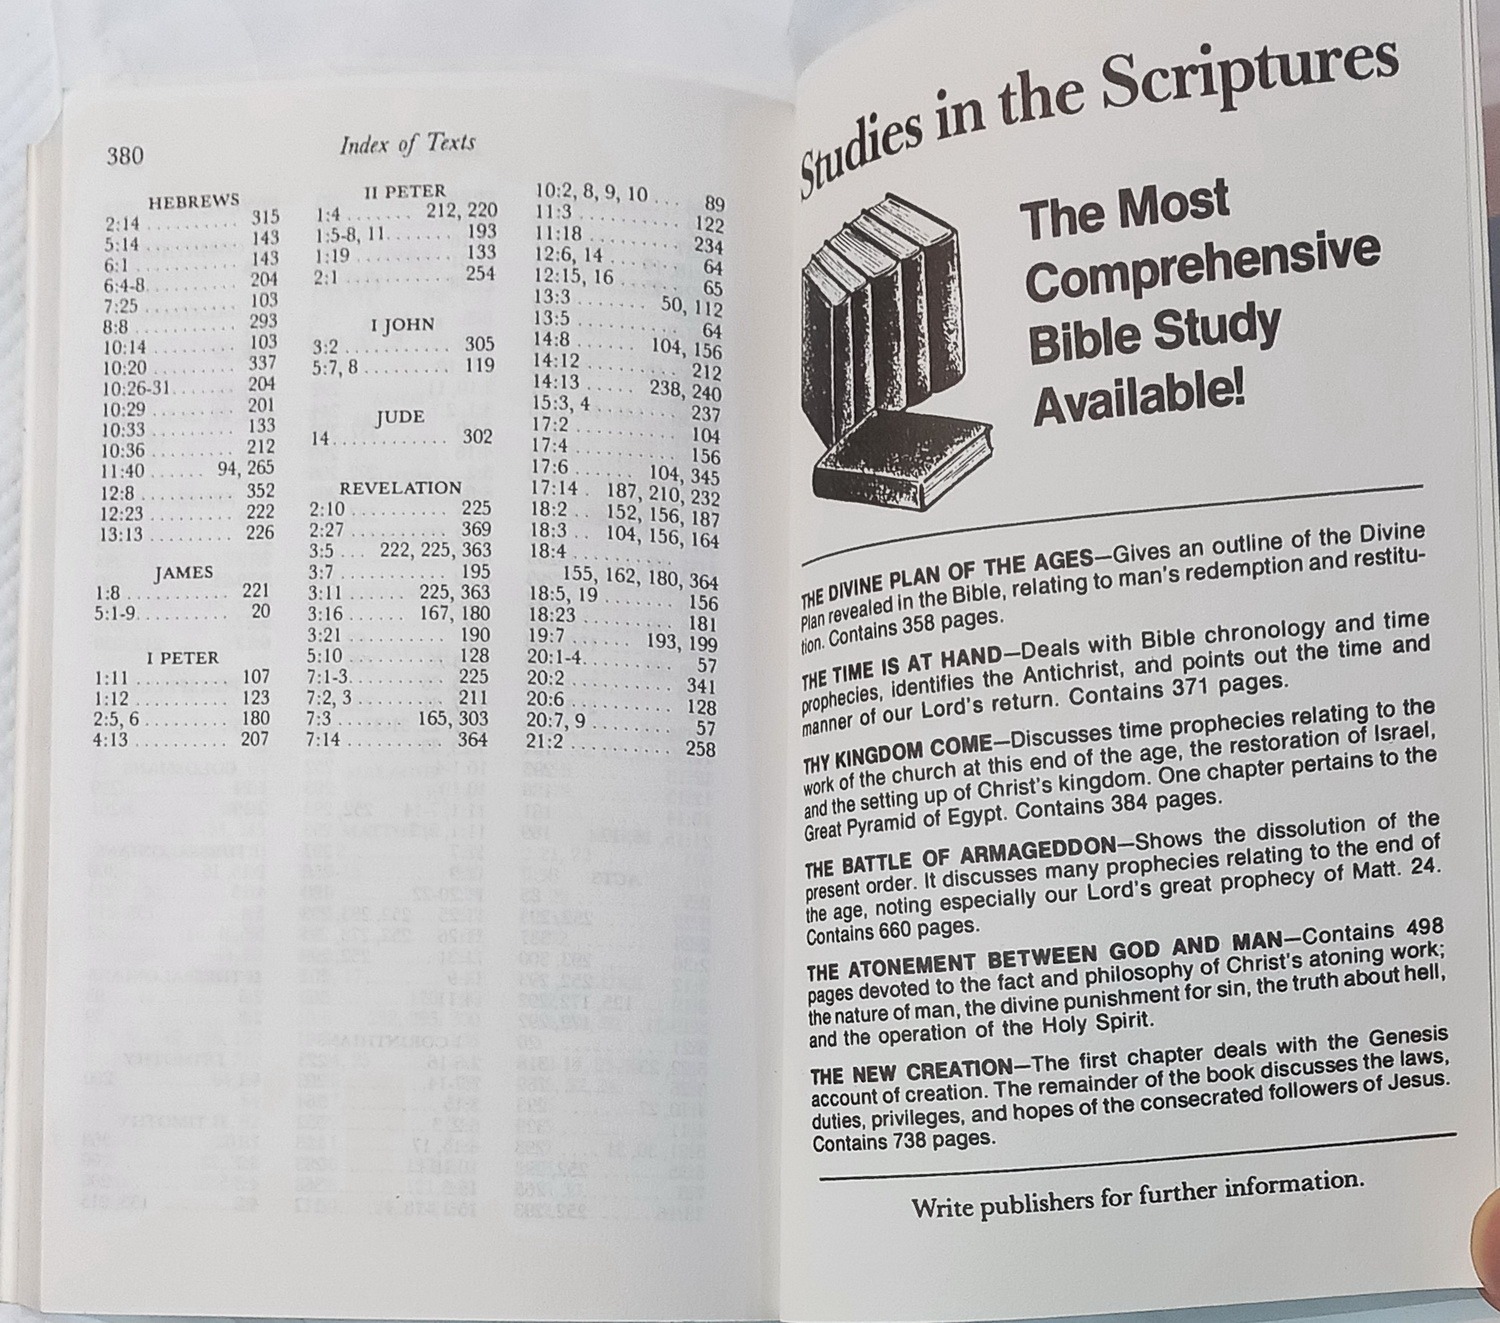 380
Index of Texts
HEBREWS
2:14 .......... 315
5:14 .......... 143
6:1 ........... 143
6:4-8.......... 204
7:25 .......... 103
8:8 ........... 293
10:14 ......... 103
10:20 ......... 337
10:26-31....... 204
10:29 ......... 201
10:33 ......... 133
10:36 ......... 212
11:40 ...... 94, 265
12:8 .......... 352
12:23 ......... 222
13:13 ......... 226
JAMES
1:8 ........... 221
5:1-9.......... 20
I PETER
1:11 .......... 107
1:12 .......... 123
2:5, 6 ......... 180
4:13 .......... 207
II PETER
1:4 ....... 212, 220
1:5-8, 11....... 193
1:19 .......... 133
2:1 ........... 254
I JOHN
3:2 ........... 305
5:7, 8 ......... 119
JUDE
14............ 302
REVELATION
2:10 .......... 225
2:27 .......... 369
3:5 ... 222, 225, 363
3:7 ........... 195
3:11 ...... 225, 363
3:16 ...... 167, 180
3:21 .......... 190
5:10 .......... 128
7:1-3.......... 225
7:2, 3 ......... 211
7:3 ....... 165, 303
7:14 .......... 364
10:2, 8, 9, 10 ... 89
11:3 .......... 122
11:18 ......... 234
12:6, 14 ....... 64
12:15, 16 ...... 65
13:3 ....... 50, 112
13:5 .......... 64
14:8 ...... 104, 156
14:12 ......... 212
14:13 ..... 238, 240
15:3, 4 ........ 237
17:2 .......... 104
17:4 .......... 156
17:6 ...... 104, 345
17:14 . 187, 210, 232
18:2 .. 152, 156, 187
18:3 .. 104, 156, 164
18:4 ..........
155, 162, 180, 364
18:5, 19 ....... 156
18:23 ......... 181
19:7 ...... 193, 199
20:1-4......... 57
20:2 .......... 341
20:6 .......... 128
20:7, 9 ........ 57
21:2 .......... 258
Studies in the Scriptures
The Most
Comprehensive
Bible Study
Available!
THE DIVINE PLAN OF THE AGES—Gives an outline of the Divine
Plan revealed in the Bible, relating to man's redemption and restitu-
tion. Contains 358 pages.
THE TIME IS AT HAND—Deals with Bible chronology and time
prophecies, identifies the Antichrist, and points out the time and
manner of our Lord's return. Contains 371 pages.
THY KINGDOM COME—Discusses time prophecies relating to the
work of the church at this end of the age, the restoration of Israel,
and the setting up of Christ's kingdom. One chapter pertains to the
Great Pyramid of Egypt. Contains 384 pages.
THE BATTLE OF ARMAGEDDON—Shows the dissolution of the
present order. It discusses many prophecies relating to the end of
the age, noting especially our Lord's great prophecy of Matt. 24.
Contains 660 pages.
THE ATONEMENT BETWEEN GOD AND MAN—Contains 498
pages devoted to the fact and philosophy of Christ's atoning work;
the nature of man, the divine punishment for sin, the truth about hell,
and the operation of the Holy Spirit.
THE NEW CREATION—The first chapter deals with the Genesis
account of creation. The remainder of the book discusses the laws,
duties, privileges, and hopes of the consecrated followers of Jesus.
Contains 738 pages.
Write publishers for further information.